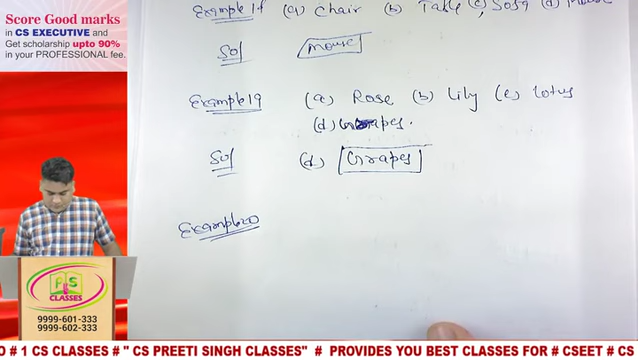 Score Good marks
in CS EXECUTIVE and
Get scholarship upto 90%
in your PROFESSIONAL fee.
(a) Chair (b) Table (c) Sofa (d) Mouse
Sol Mouse
Example 19 (a) Rose (b) Lily (c) Lotus
(d) Grapes.
Sol (d) Grapes
Example 20
PS
CLASSES
9999-601-333
9999-602-333
O # 1 CS CLASSES # " CS PREETI SINGH CLASSES" # PROVIDES YOU BEST CLASSES FOR # CSEET # CS